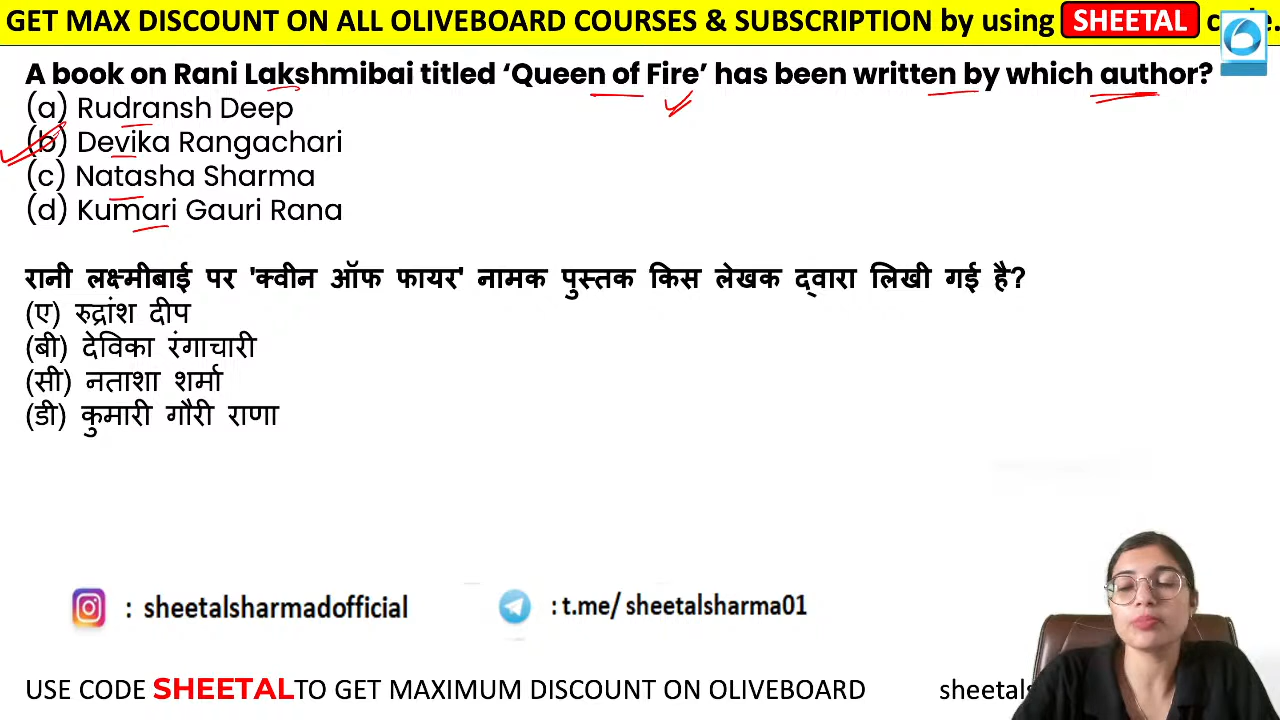 GET MAX DISCOUNT ON ALL OLIVEBOARD COURSES & SUBSCRIPTION by using SHEETAL code.
A book on Rani Lakshmibai titled ‘Queen of Fire’ has been written by which author?
(a) Rudransh Deep
(b) Devika Rangachari
(c) Natasha Sharma
(d) Kumari Gauri Rana
रानी लक्ष्मीबाई पर 'क्वीन ऑफ फायर' नामक पुस्तक किस लेखक द्वारा लिखी गई है?
(ए) रुद्रांश दीप
(बी) देविका रंगाचारी
(सी) नताशा शर्मा
(डी) कुमारी गौरी राणा
: sheetalsharmadofficial
: t.me/ sheetalsharma01
USE CODE SHEETAL TO GET MAXIMUM DISCOUNT ON OLIVEBOARD